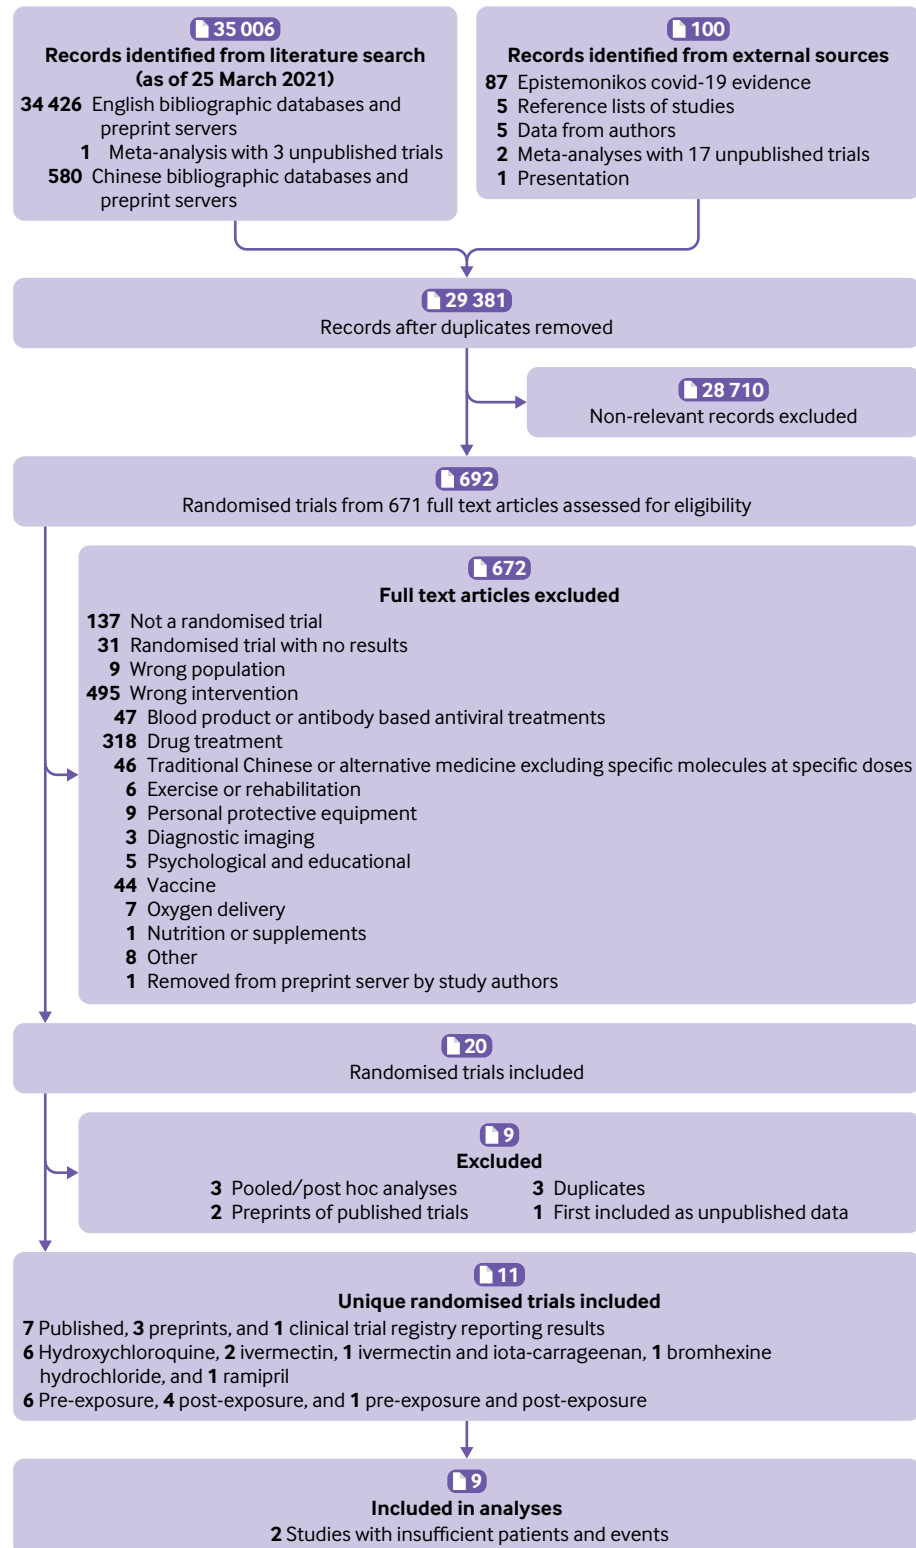 35 006
Records identified from literature search
(as of 25 March 2021)
34 426 English bibliographic databases and
preprint servers
1 Meta-analysis with 3 unpublished trials
580 Chinese bibliographic databases and
preprint servers
100
Records identified from external sources
87 Epistemonikos covid-19 evidence
5 Reference lists of studies
5 Data from authors
2 Meta-analyses with 17 unpublished trials
1 Presentation
29 381
Records after duplicates removed
28 710
Non-relevant records excluded
692
Randomised trials from 671 full text articles assessed for eligibility
672
Full text articles excluded
137 Not a randomised trial
31 Randomised trial with no results
9 Wrong population
495 Wrong intervention
47 Blood product or antibody based antiviral treatments
318 Drug treatment
46 Traditional Chinese or alternative medicine excluding specific molecules at specific doses
6 Exercise or rehabilitation
9 Personal protective equipment
3 Diagnostic imaging
5 Psychological and educational
44 Vaccine
7 Oxygen delivery
1 Nutrition or supplements
8 Other
1 Removed from preprint server by study authors
20
Randomised trials included
9
Excluded
3 Pooled/post hoc analyses
2 Preprints of published trials
3 Duplicates
1 First included as unpublished data
11
Unique randomised trials included
7 Published, 3 preprints, and 1 clinical trial registry reporting results
6 Hydroxychloroquine, 2 ivermectin, 1 ivermectin and iota-carrageenan, 1 bromhexine
hydrochloride, and 1 ramipril
6 Pre-exposure, 4 post-exposure, and 1 pre-exposure and post-exposure
9
Included in analyses
2 Studies with insufficient patients and events